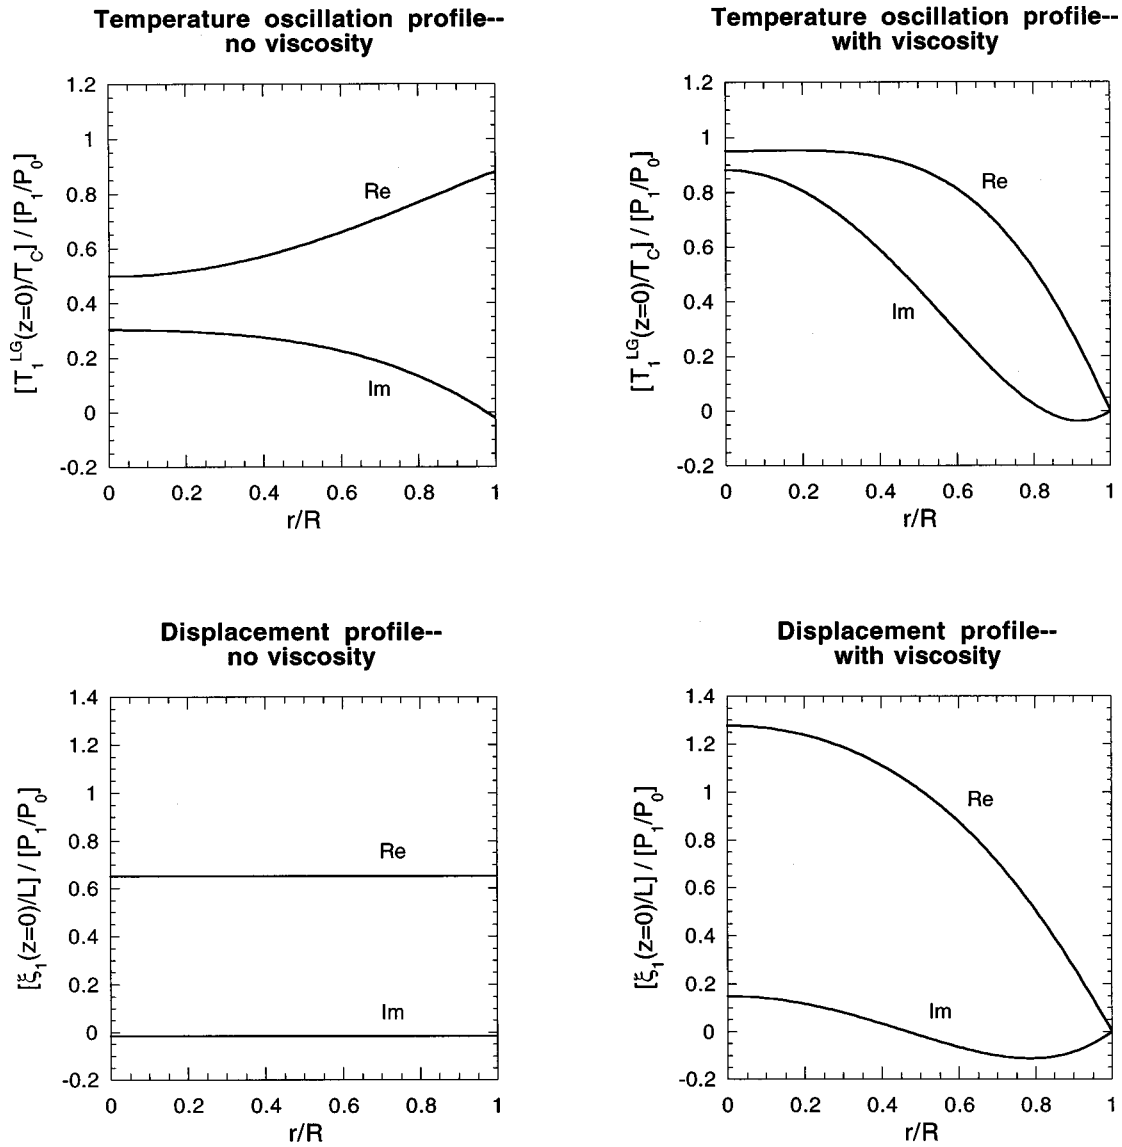 Temperature oscillation profile--
no viscosity
[T₁ᴸᴳ(z=0)/T_C] / [P₁/P₀]
1.2
1
0.8
0.6
0.4
0.2
0
-0.2
Re
Im
0 0.2 0.4 0.6 0.8 1
r/R
Temperature oscillation profile--
with viscosity
[T₁ᴸᴳ(z=0)/T_C] / [P₁/P₀]
1.2
1
0.8
0.6
0.4
0.2
0
-0.2
Re
Im
0 0.2 0.4 0.6 0.8 1
r/R
Displacement profile--
no viscosity
[ξ₁(z=0)/L] / [P₁/P₀]
1.4
1.2
1
0.8
0.6
0.4
0.2
0
-0.2
Re
Im
0 0.2 0.4 0.6 0.8 1
r/R
Displacement profile--
with viscosity
[ξ₁(z=0)/L] / [P₁/P₀]
1.4
1.2
1
0.8
0.6
0.4
0.2
0
-0.2
Re
Im
0 0.2 0.4 0.6 0.8 1
r/R